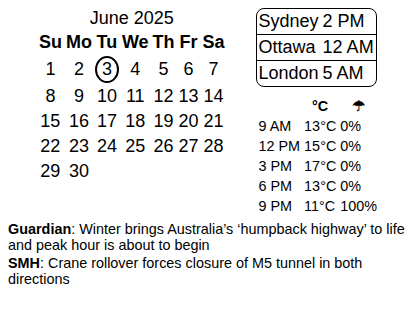 June 2025
Su Mo Tu We Th Fr Sa
1 2 3 4 5 6 7
8 9 10 11 12 13 14
15 16 17 18 19 20 21
22 23 24 25 26 27 28
29 30
Sydney 2 PM
Ottawa 12 AM
London 5 AM
°C ☂
9 AM 13°C 0%
12 PM 15°C 0%
3 PM 17°C 0%
6 PM 13°C 0%
9 PM 11°C 100%
Guardian: Winter brings Australia’s ‘humpback highway’ to life
and peak hour is about to begin
SMH: Crane rollover forces closure of M5 tunnel in both
directions